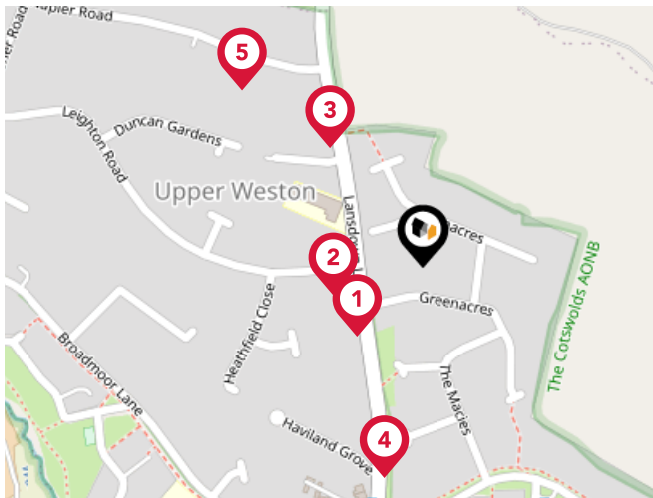 apier Road
5
3
Duncan Gardens
Leighton Road
Upper Weston
Lansdown L
acres
2
1
Greenacres
The Cotswolds AONB
Heathfield Close
Broadmoor Lane
The Macies
Haviland Grove
4